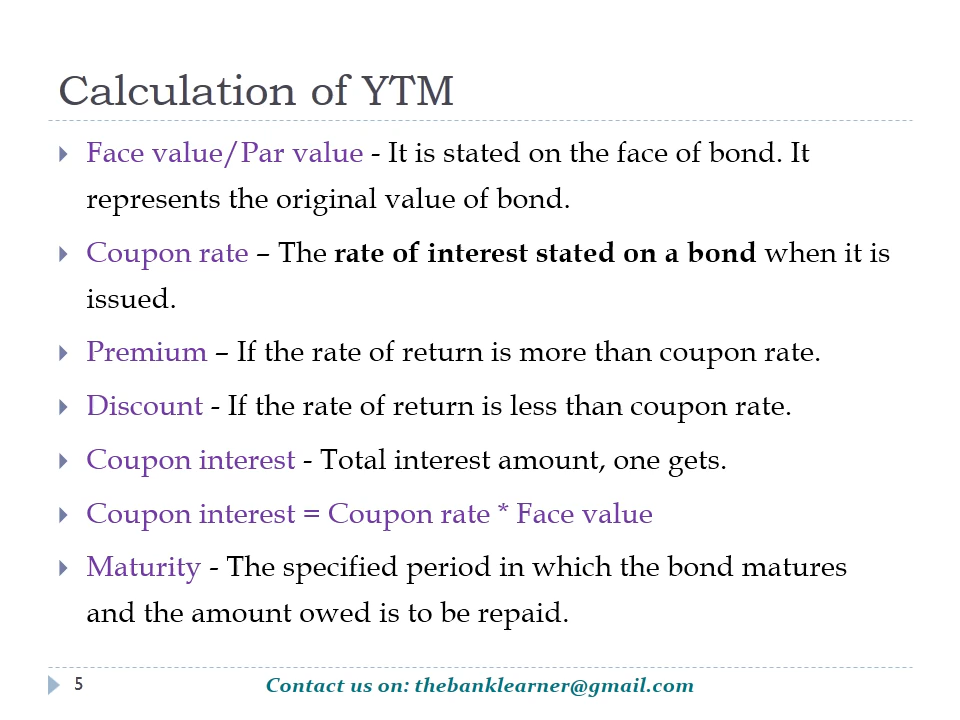 Calculation of YTM
Face value/Par value - It is stated on the face of bond. It
represents the original value of bond.
Coupon rate – The rate of interest stated on a bond when it is
issued.
Premium – If the rate of return is more than coupon rate.
Discount - If the rate of return is less than coupon rate.
Coupon interest - Total interest amount, one gets.
Coupon interest = Coupon rate * Face value
Maturity - The specified period in which the bond matures
and the amount owed is to be repaid.
5
Contact us on: thebanklearner@gmail.com